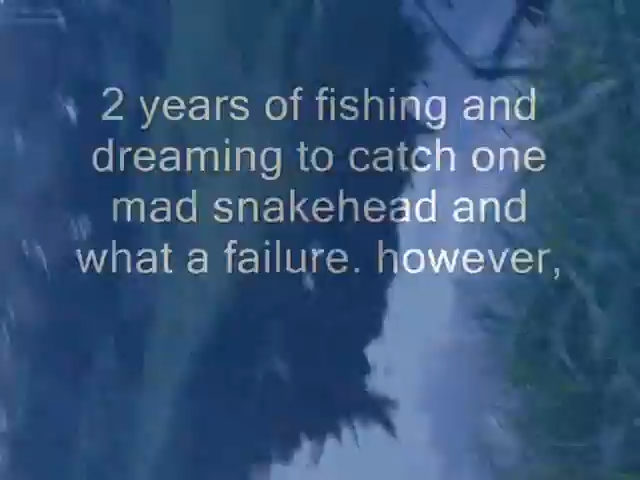 2 years of fishing and
dreaming to catch one
mad snakehead and
what a failure. however,